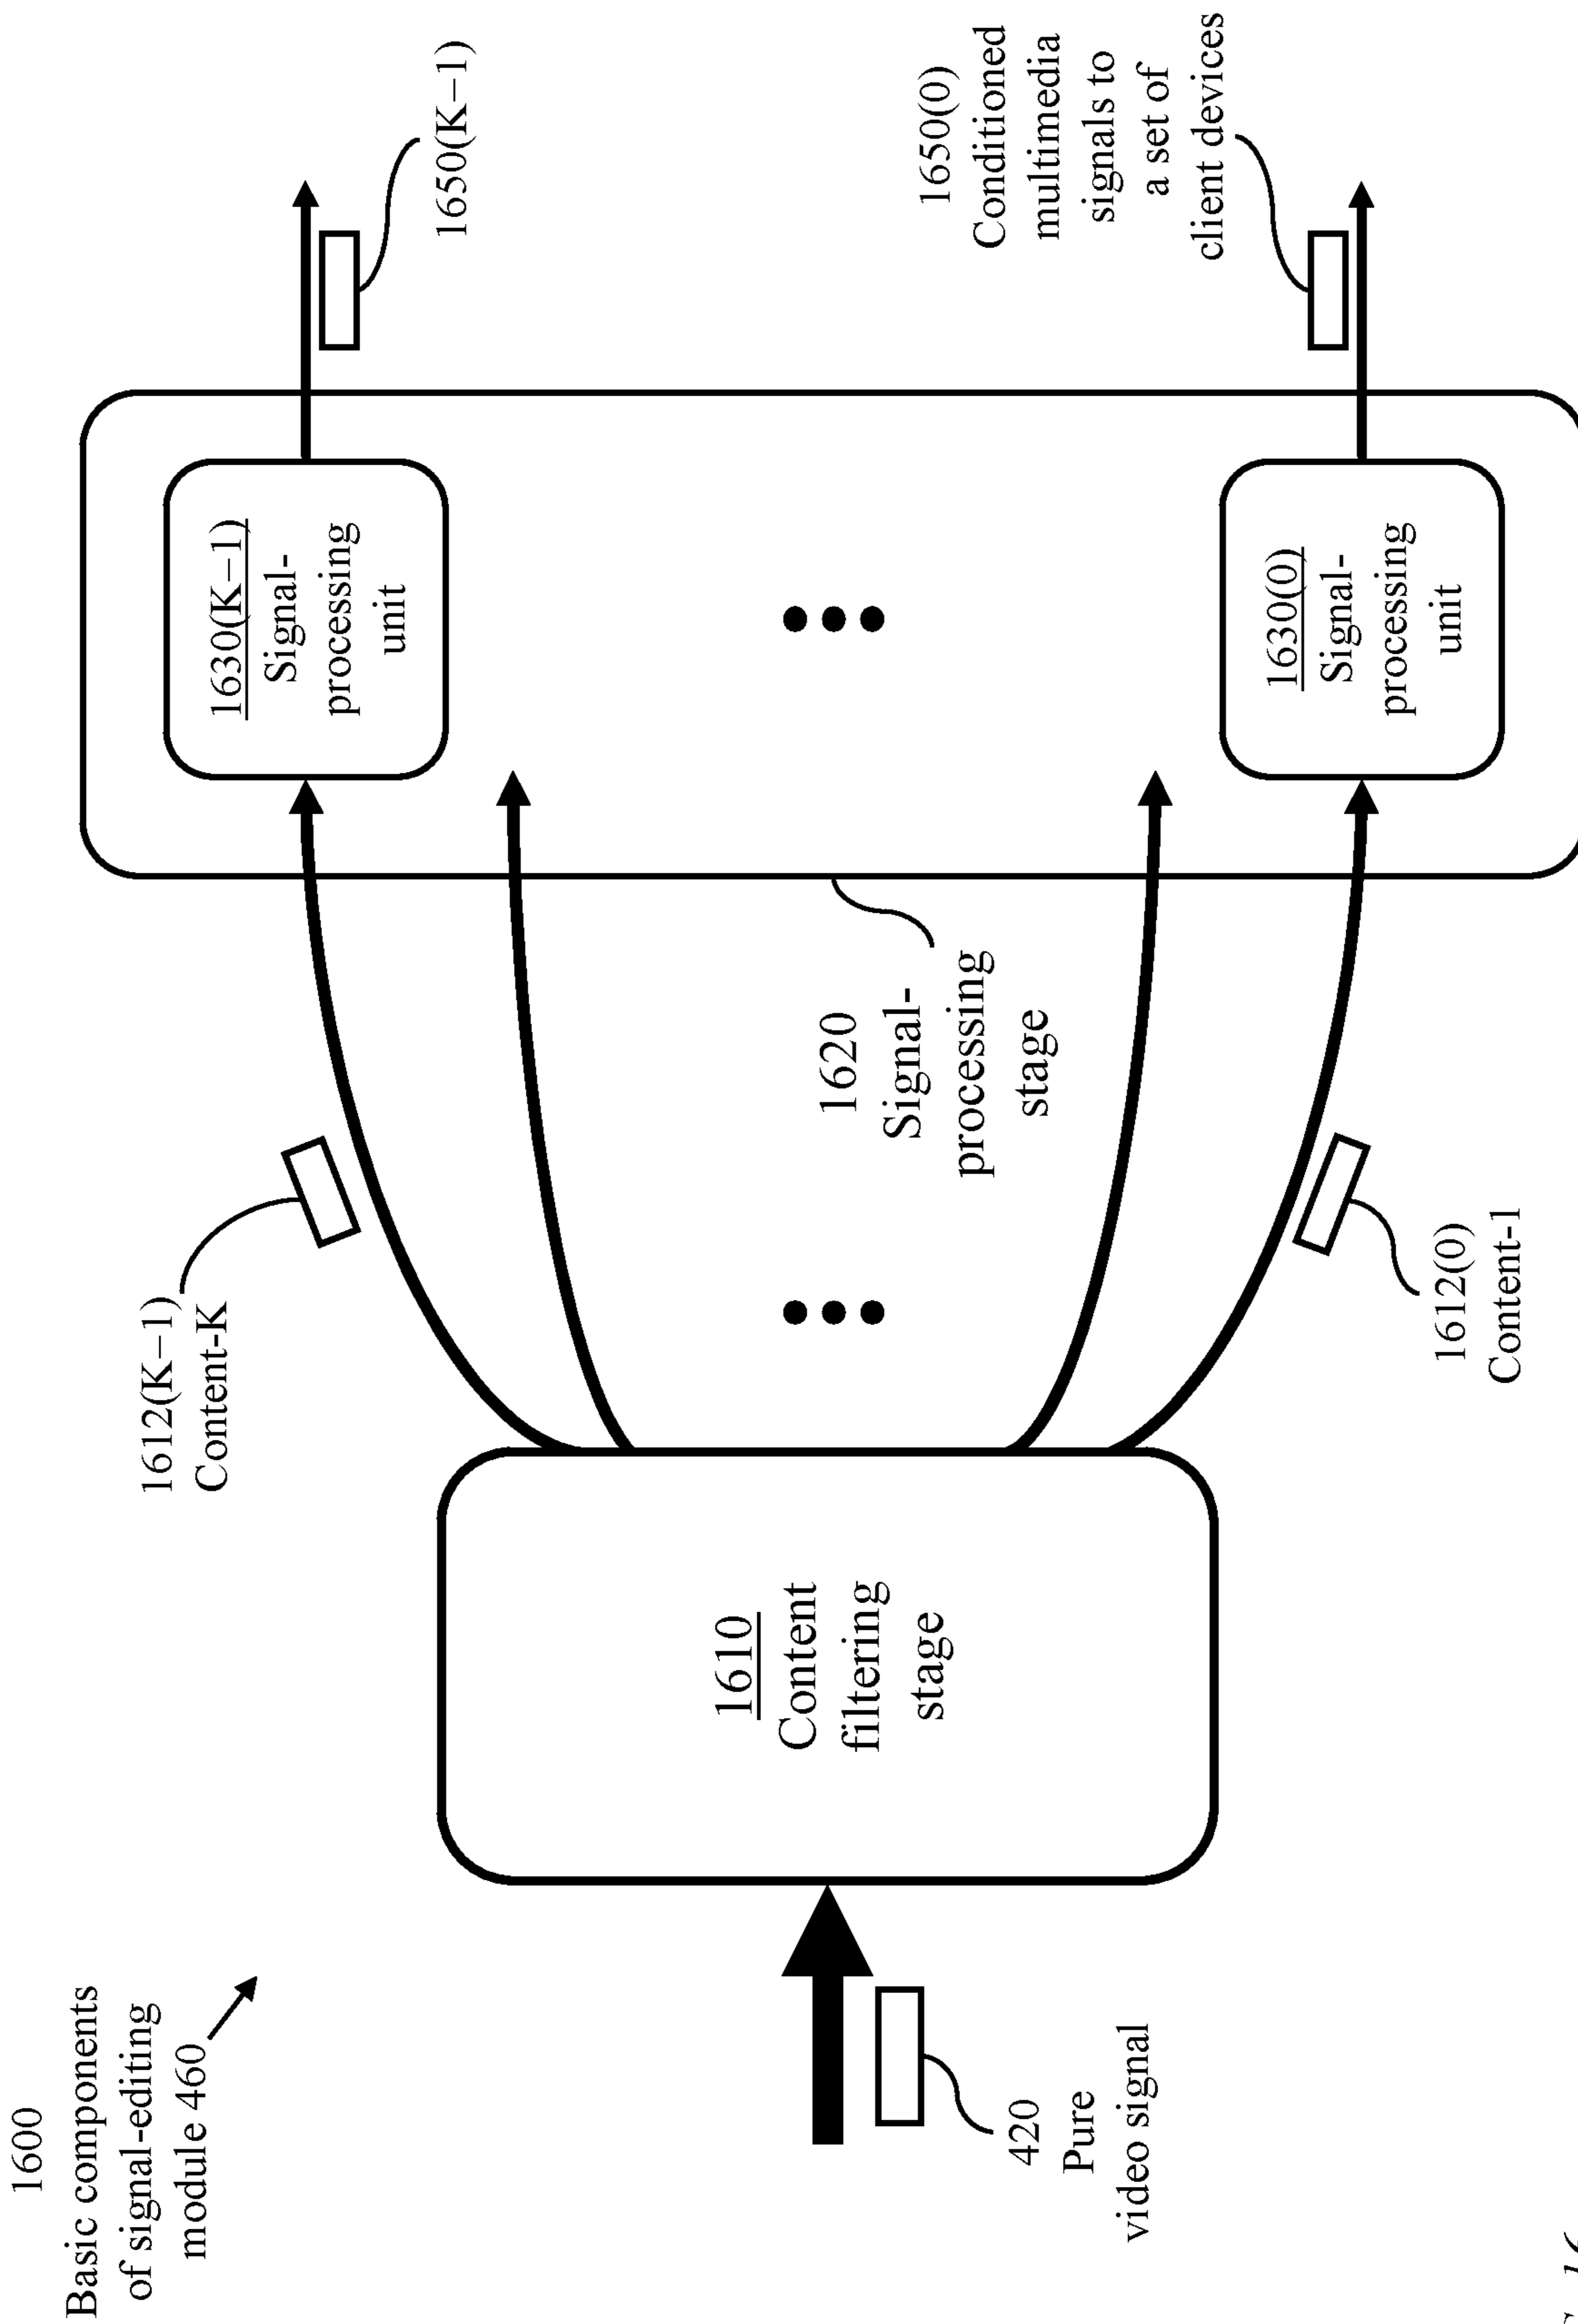 1600
Basic components
of signal-editing
module 460
420
Pure
video signal
1610
Content
filtering
stage
1612(K−1)
Content-K
1612(0)
Content-1
1620
Signal-
processing
stage
1630(K−1)
Signal-
processing
unit
1630(0)
Signal-
processing
unit
1650(K−1)
1650(0)
Conditioned
multimedia
signals to
a set of
client devices